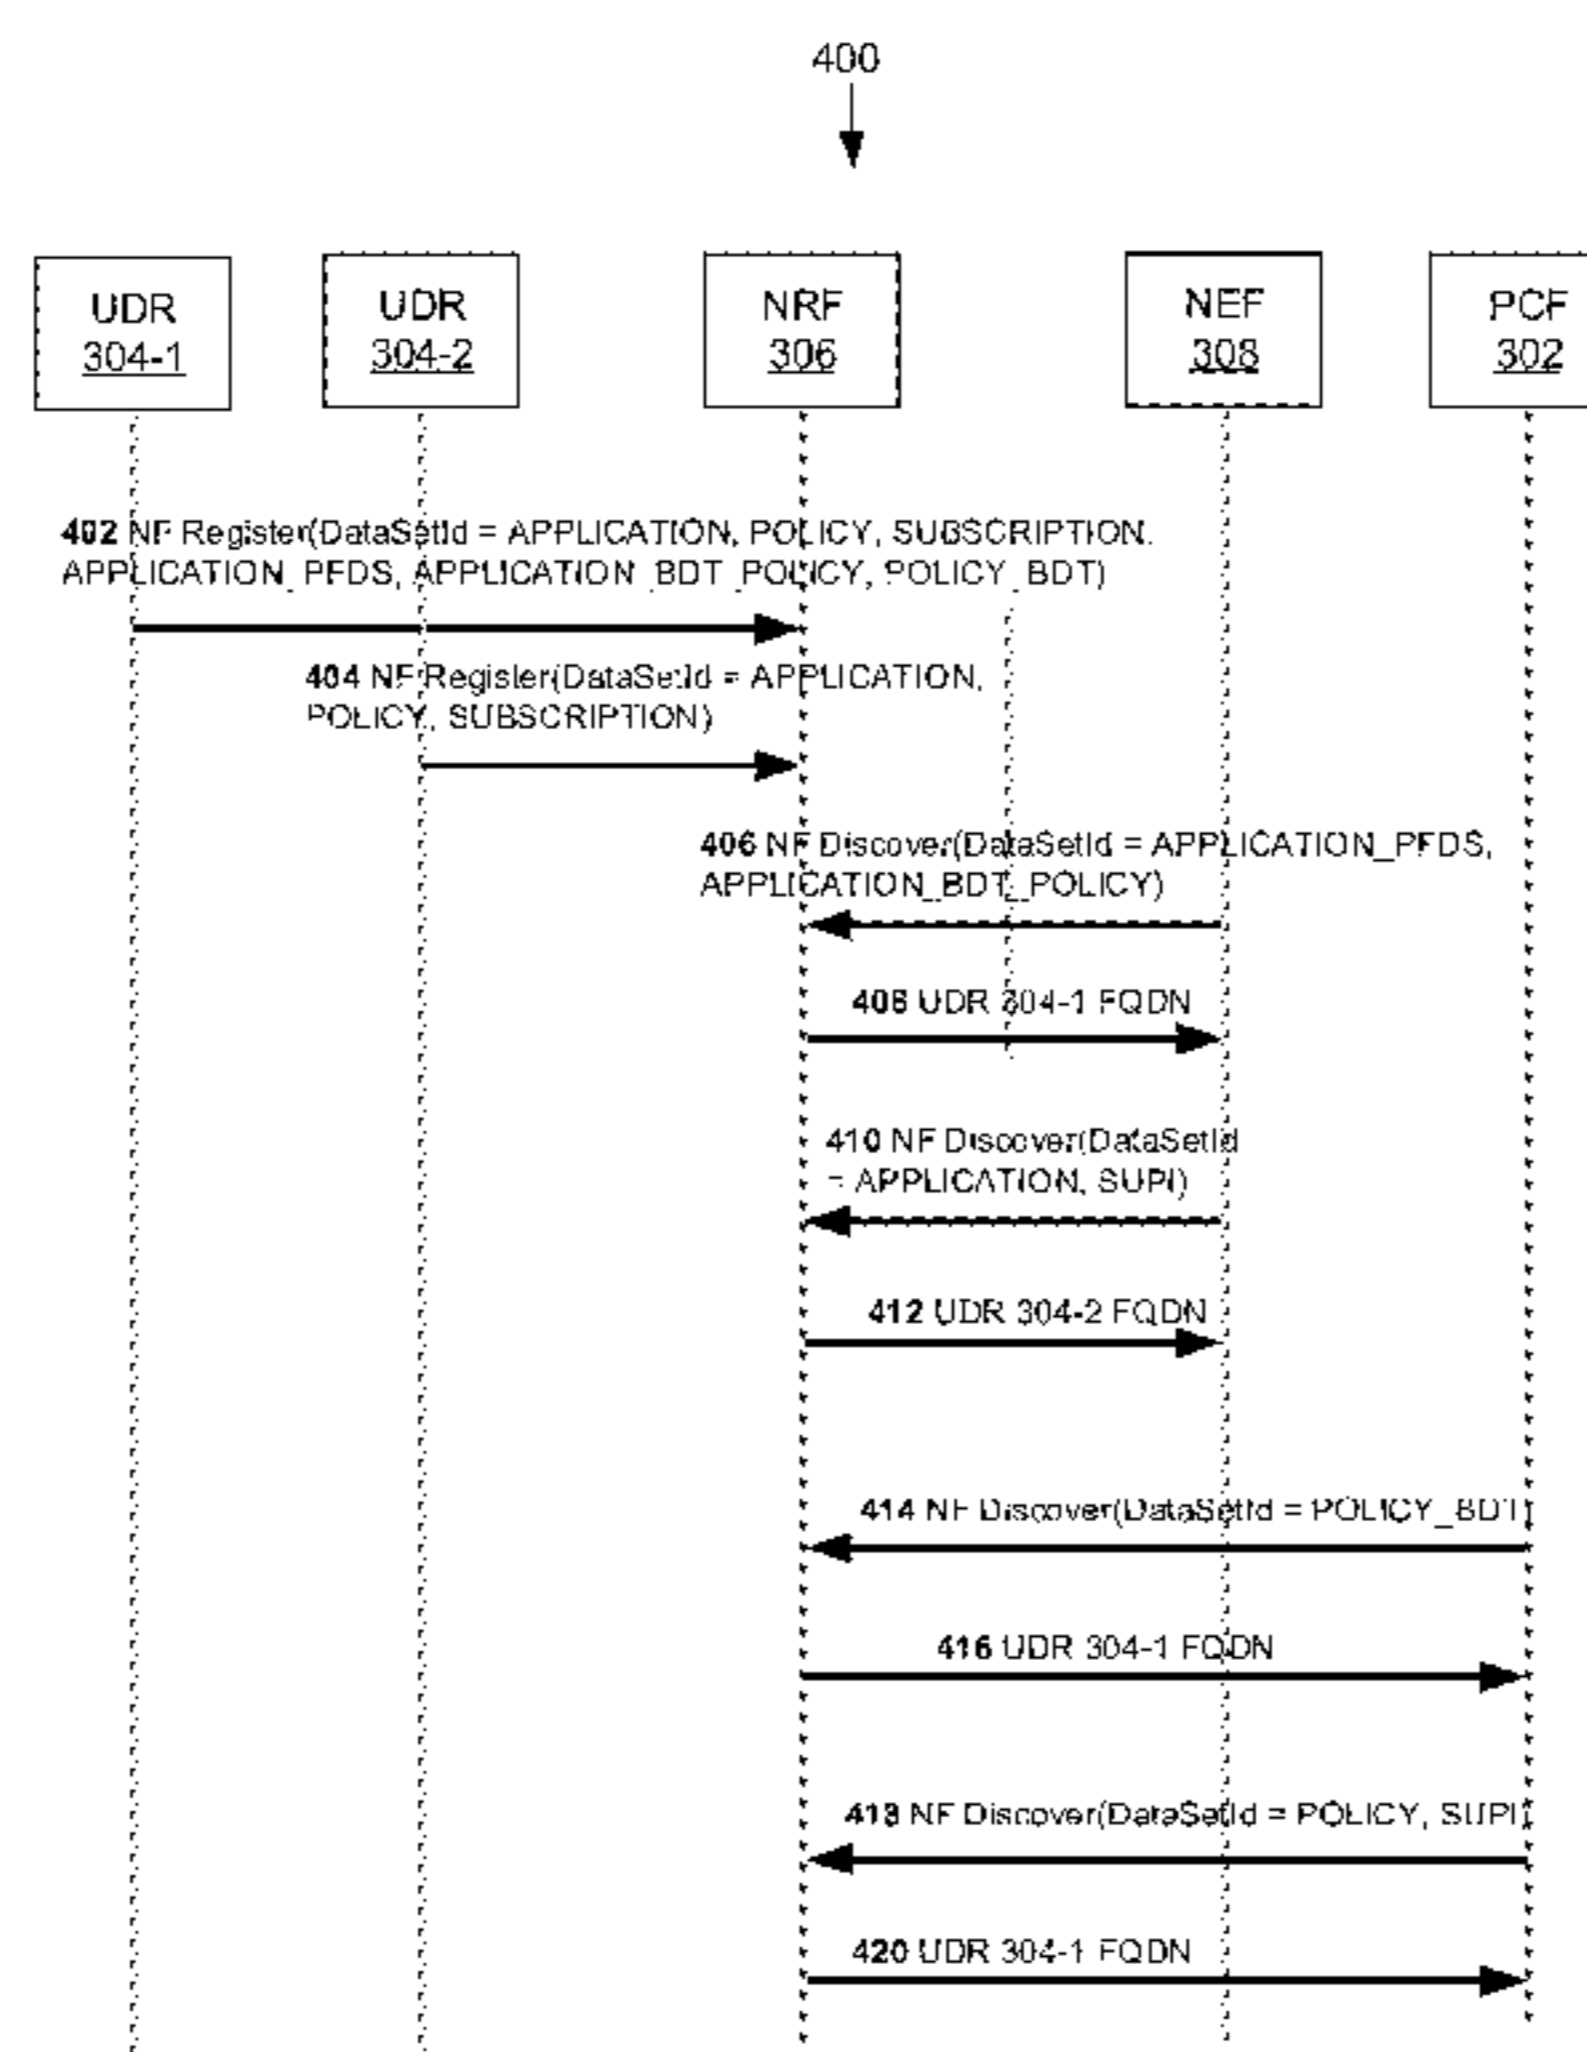 400
UDR
304-1
UDR
304-2
NRF
306
NEF
308
PCF
302
402 NF Register(DataSetId = APPLICATION, POLICY, SUBSCRIPTION,
APPLICATION_PFDS, APPLICATION_BDT_POLICY, POLICY_BDT)
404 NF Register(DataSetId = APPLICATION,
POLICY, SUBSCRIPTION)
406 NF Discover(DataSetId = APPLICATION_PFDS,
APPLICATION_BDT_POLICY)
408 UDR 304-1 FQDN
410 NF Discover(DataSetId
= APPLICATION, SUPI)
412 UDR 304-2 FQDN
414 NF Discover(DataSetId = POLICY_BDT)
416 UDR 304-1 FQDN
418 NF Discover(DataSetId = POLICY, SUPI)
420 UDR 304-1 FQDN